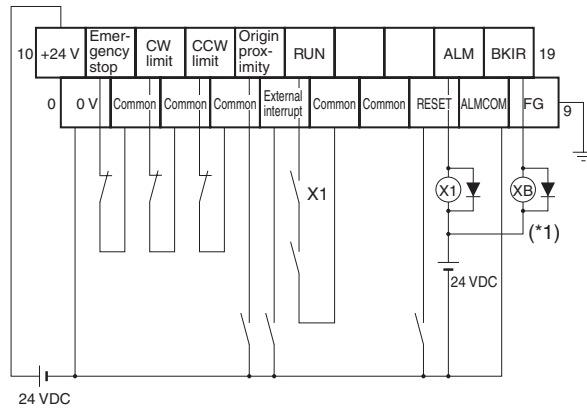 10 +24 V Emer-gency stop CW limit CCW limit Origin prox-imity RUN ALM BKIR 19
0 0 V Common Common Common External interrupt Common Common RESET ALMCOM FG 9
X1 X1 XB
(*1)
24 VDC
24 VDC